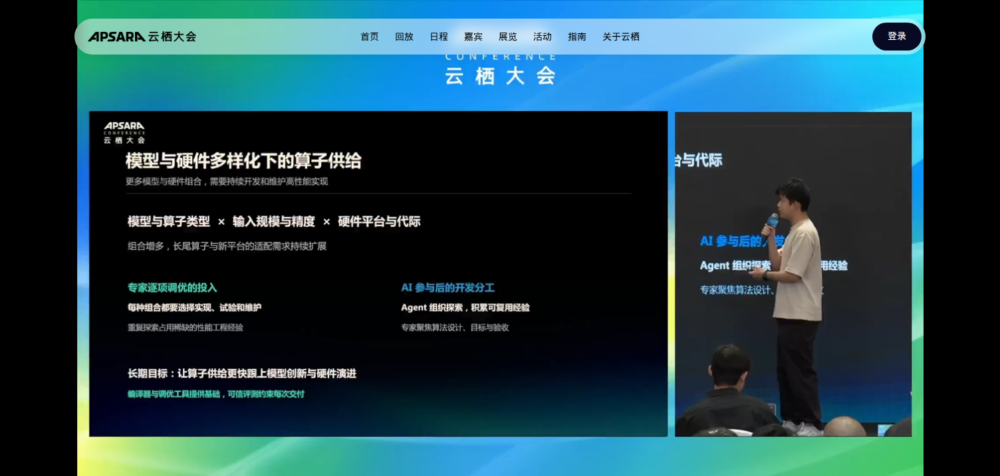 APSARA 云栖大会
首页 回放 日程 嘉宾 展览 活动 指南 关于云栖
登录
CONFERENCE
云栖大会
APSARA
CONFERENCE
云栖大会
模型与硬件多样化下的算子供给
更多模型与硬件组合，需要持续开发和维护高性能实现
模型与算子类型 × 输入规模与精度 × 硬件平台与代际
组合增多，长尾算子与新平台的适配需求持续扩展
专家逐项调优的投入
每种组合都要选择实现、试验和维护
重复探索占用稀缺的性能工程经验
AI 参与后的开发分工
Agent 组织探索，积累可复用经验
专家聚焦算法设计、目标与验收
长期目标：让算子供给更快跟上模型创新与硬件演进
编译器与调优工具提供基础，可信评测约束每次交付
台与代际
AI 参与后的开发
Agent 组织探索 用经验
专家聚焦算法设计、